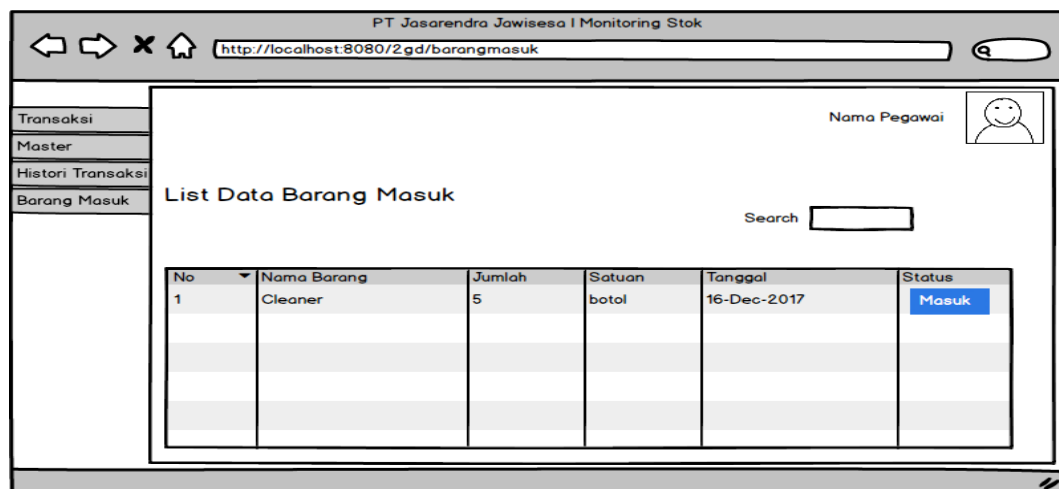 PT Jasarendra Jawisesa I Monitoring Stok
http://localhost:8080/2gd/barangmasuk
Transaksi
Master
Histori Transaksi
Barang Masuk
Nama Pegawai
List Data Barang Masuk
Search
No Nama Barang Jumlah Satuan Tanggal Status
1 Cleaner 5 botol 16-Dec-2017 Masuk